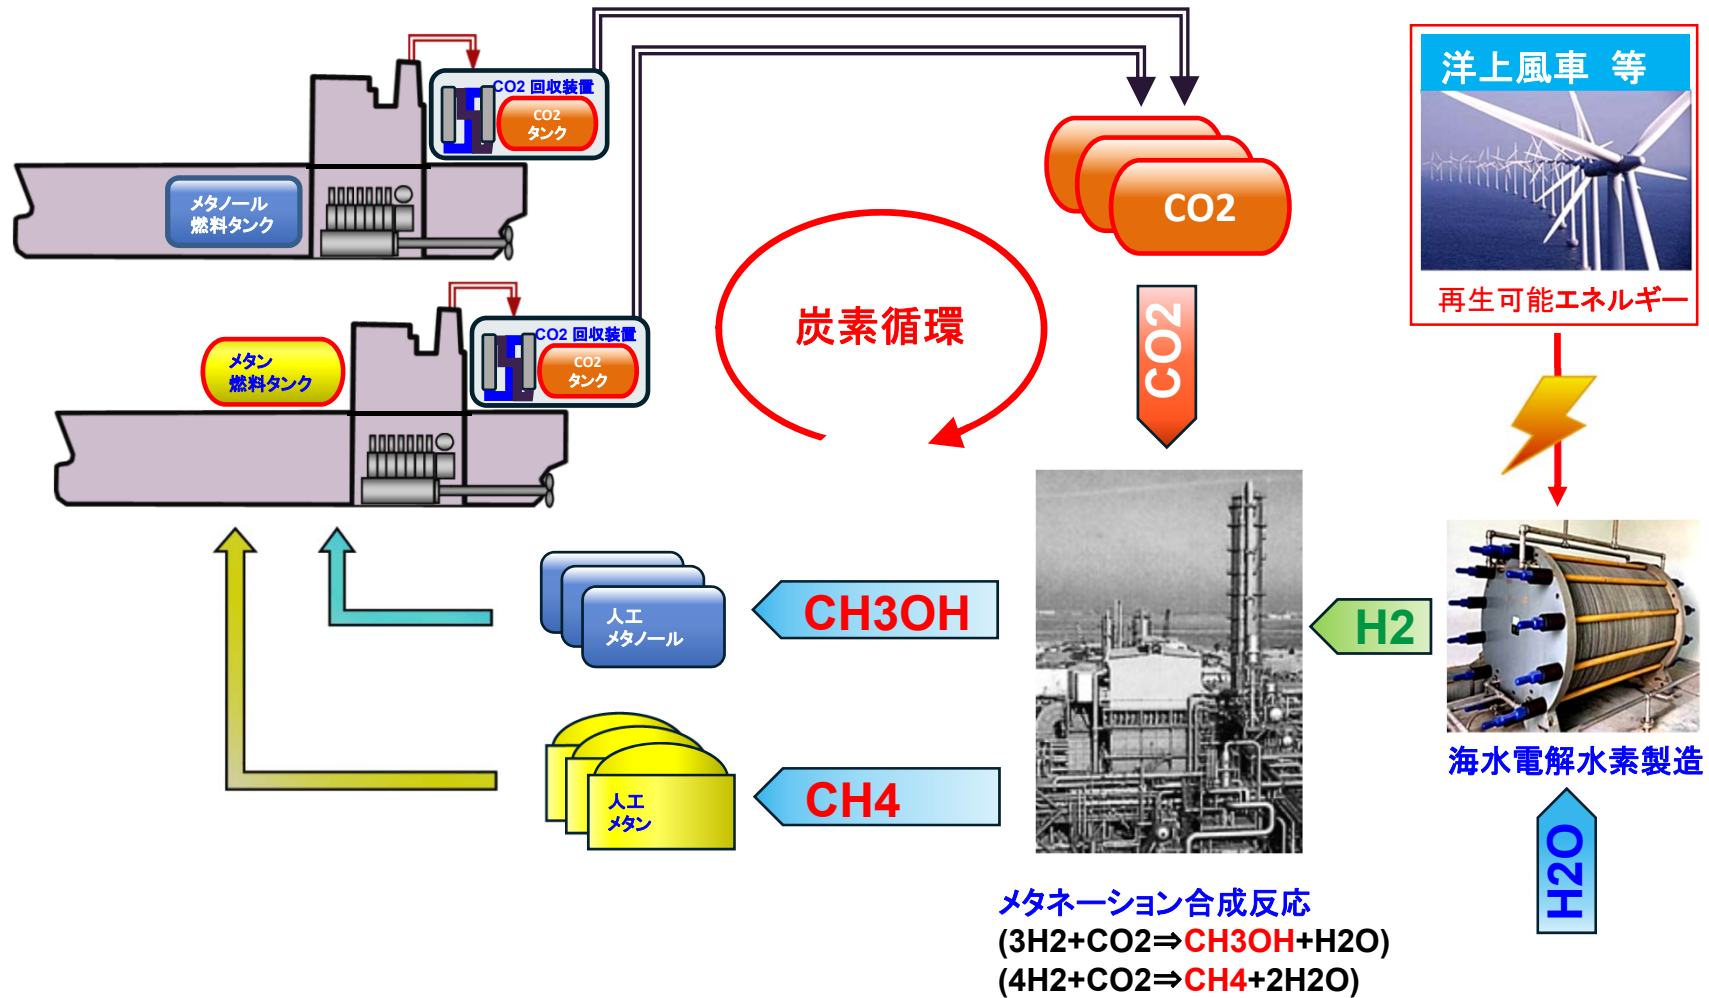 CO2 回収装置
CO2
タンク
メタノール
燃料タンク
CO2 回収装置
CO2
タンク
メタン
燃料タンク
炭素循環
CO2
CO2
洋上風車 等
再生可能エネルギー
人工
メタノール
CH3OH
H2
人工
メタン
CH4
海水電解水素製造
H2O
メタネーション合成反応
(3H2+CO2⇒CH3OH+H2O)
(4H2+CO2⇒CH4+2H2O)